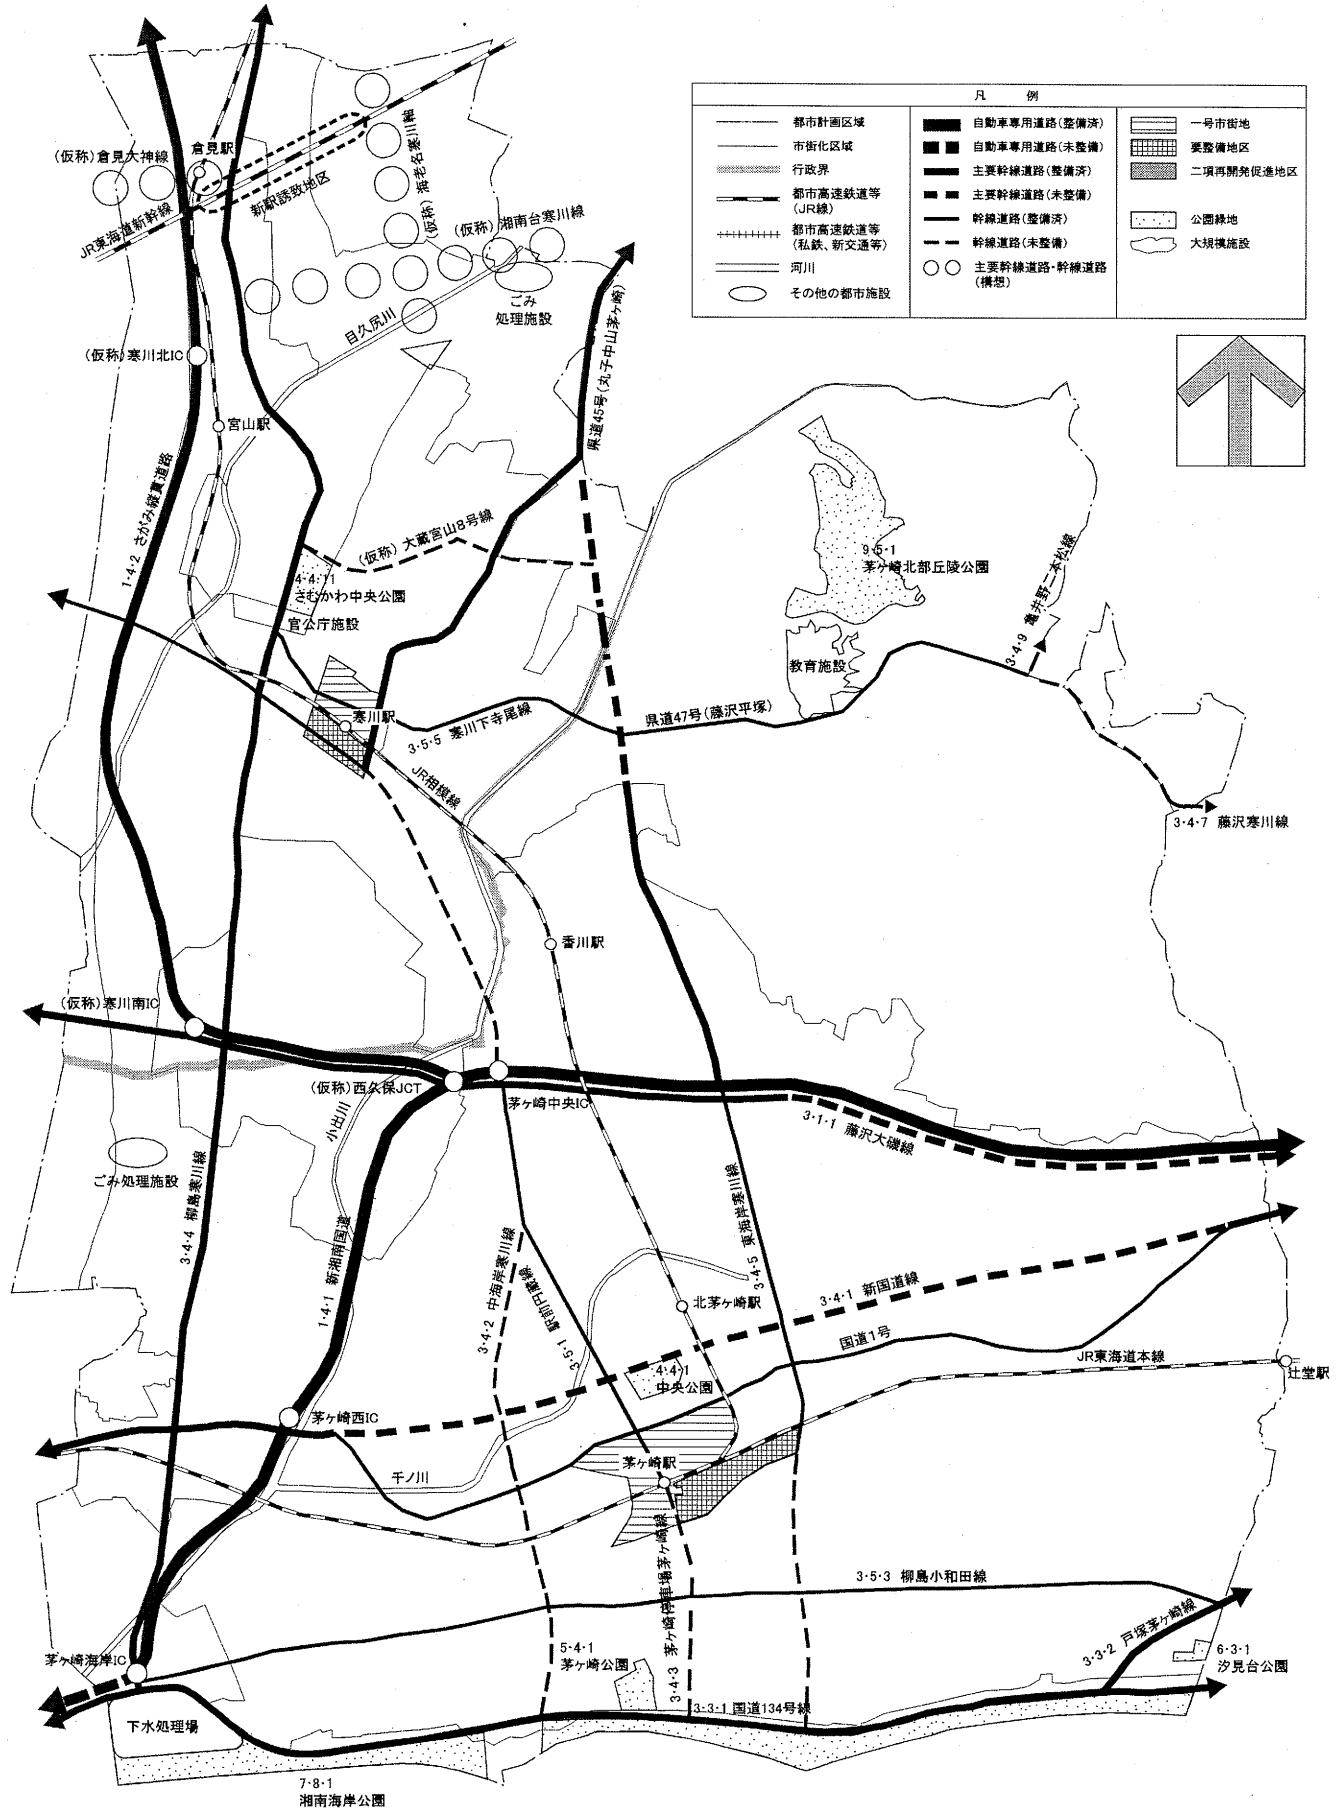 凡 例
都市計画区域
市街化区域
行政界
都市高速鉄道等
(JR線)
都市高速鉄道等
(私鉄、新交通等)
河川
その他の都市施設
自動車専用道路(整備済)
自動車専用道路(未整備)
主要幹線道路(整備済)
主要幹線道路(未整備)
幹線道路(整備済)
幹線道路(未整備)
主要幹線道路・幹線道路
(構想)
一号市街地
要整備地区
二項再開発促進地区
公園緑地
大規模施設
(仮称)倉見大神線
倉見駅
新駅誘致地区
JR東海道新幹線
(仮称)海老名寒川線
(仮称)湘南台寒川線
ごみ
処理施設
目久尻川
県道45号(丸子中山茅ヶ崎)
(仮称)寒川北IC
宮山駅
1・4・2 さがみ縦貫道路
(仮称)大蔵宮山8号線
4・4・11
さむかわ中央公園
官公庁施設
9・5・1
茅ヶ崎北部丘陵公園
教育施設
3・4・9 亀井野二本松線
寒川駅
3・5・5 寒川下寺尾線
県道47号(藤沢平塚)
JR相模線
3・4・7 藤沢寒川線
香川駅
(仮称)寒川南IC
(仮称)西久保JCT
茅ヶ崎中央IC
小出川
3・1・1 藤沢大磯線
ごみ処理施設
3・4・4 柳島寒川線
1・4・1 新湘南国道
3・4・2 中海岸寒川線
3・5・1 駅前円蔵線
3・4・5 東海岸寒川線
北茅ヶ崎駅
3・4・1 新国道線
国道1号
JR東海道本線
辻堂駅
4・4・1
中央公園
茅ヶ崎西IC
千ノ川
茅ヶ崎駅
3・4・3 茅ヶ崎停車場茅ヶ崎線
3・5・3 柳島小和田線
3・3・2 戸塚茅ヶ崎線
茅ヶ崎海岸IC
5・4・1
茅ヶ崎公園
6・3・1
汐見台公園
3・3・1 国道134号線
下水処理場
7・8・1
湘南海岸公園